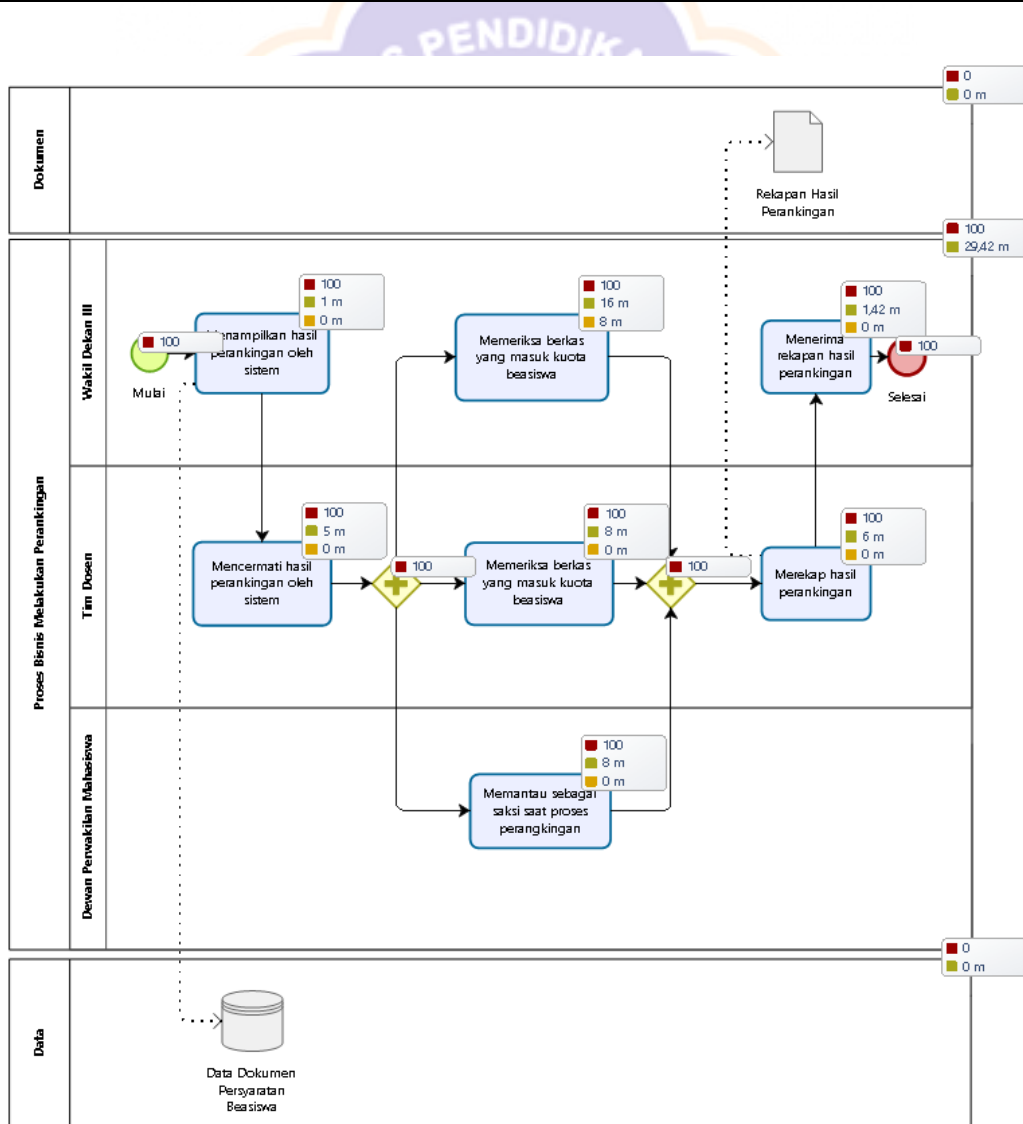 S PENDIDIKA
0
0 m
Dokumen
Rekapan Hasil
Perankingan
100
29,42 m
Proses Bisnis Melakukan Perankingan
Wakil Dekan III
100
Mulai
100
1 m
0 m
Menampilkan hasil
perankingan oleh
sistem
100
16 m
8 m
Memeriksa berkas
yang masuk kuota
beasiswa
100
1,42 m
0 m
Menerima
rekapan hasil
perankingan
100
Selesai
Tim Dosen
100
5 m
0 m
Mencermati hasil
perankingan oleh
sistem
100
100
8 m
0 m
Memeriksa berkas
yang masuk kuota
beasiswa
100
100
6 m
0 m
Merekap hasil
perankingan
Dewan Perwakilan Mahasiswa
100
8 m
0 m
Memantau sebagai
saksi saat proses
perangkingan
0
0 m
Data
Data Dokumen
Persyaratan
Beasiswa